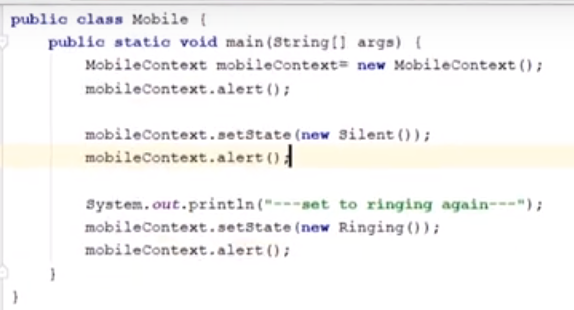 public class Mobile {
public static void main(String[] args) {
MobileContext mobileContext= new MobileContext();
mobileContext.alert();
mobileContext.setState(new Silent());
mobileContext.alert();
System.out.println("---set to ringing again---");
mobileContext.setState(new Ringing());
mobileContext.alert();
}
}